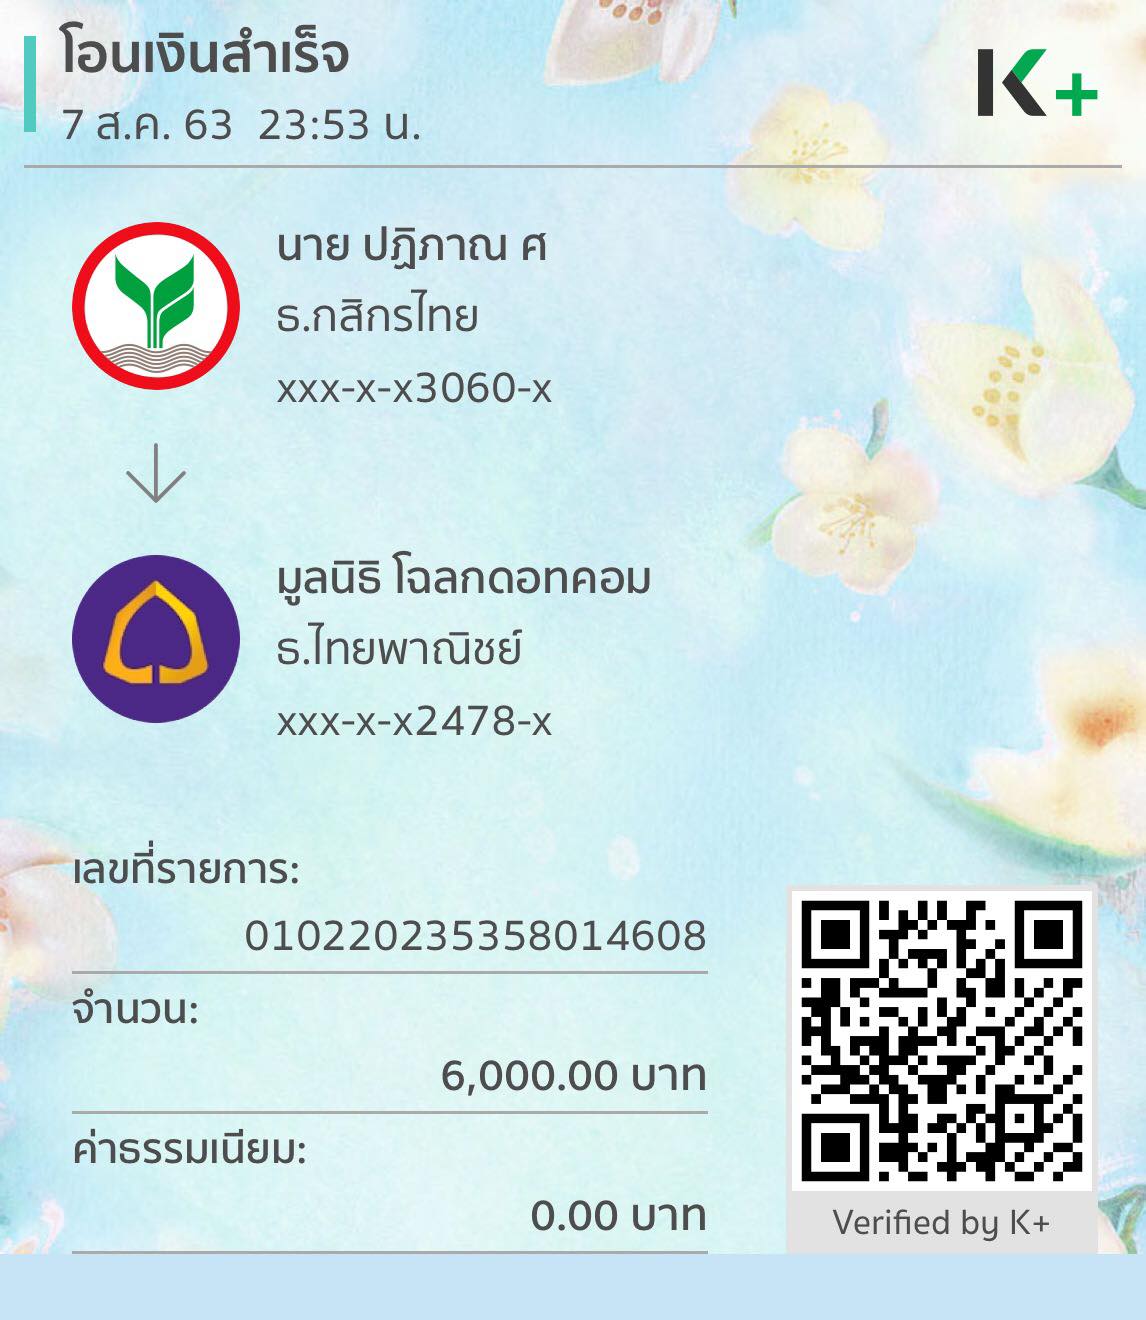 โอนเงินสำเร็จ
7 ส.ค. 63 23:53 น.
K+
นาย ปฏิภาณ ศ
ธ.กสิกรไทย
xxx-x-x3060-x
มูลนิธิ โฉลกดอทคอม
ธ.ไทยพาณิชย์
xxx-x-x2478-x
เลขที่รายการ:
010220235358014608
จำนวน:
6,000.00 บาท
ค่าธรรมเนียม:
0.00 บาท
Verified by K+